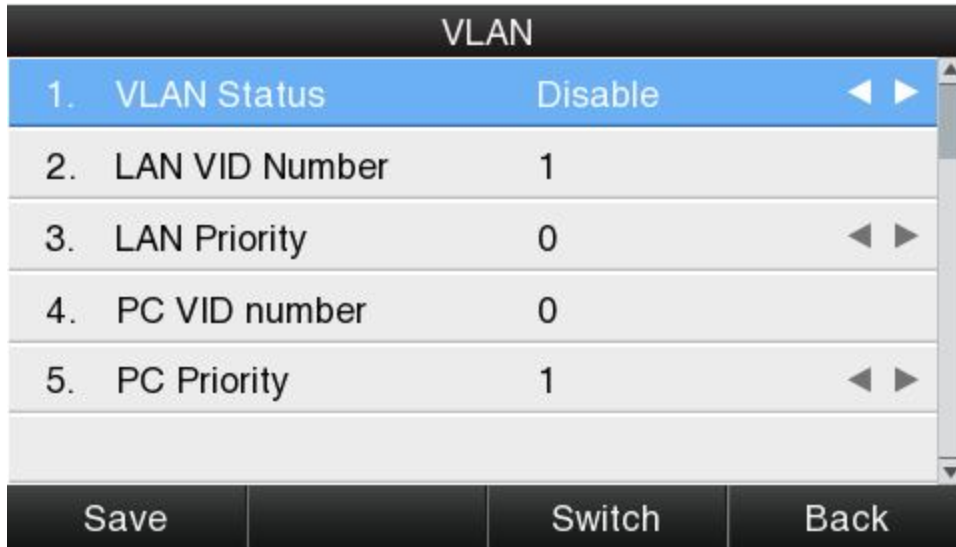 VLAN
1. VLAN Status Disable
2. LAN VID Number 1
3. LAN Priority 0
4. PC VID number 0
5. PC Priority 1
Save Switch Back